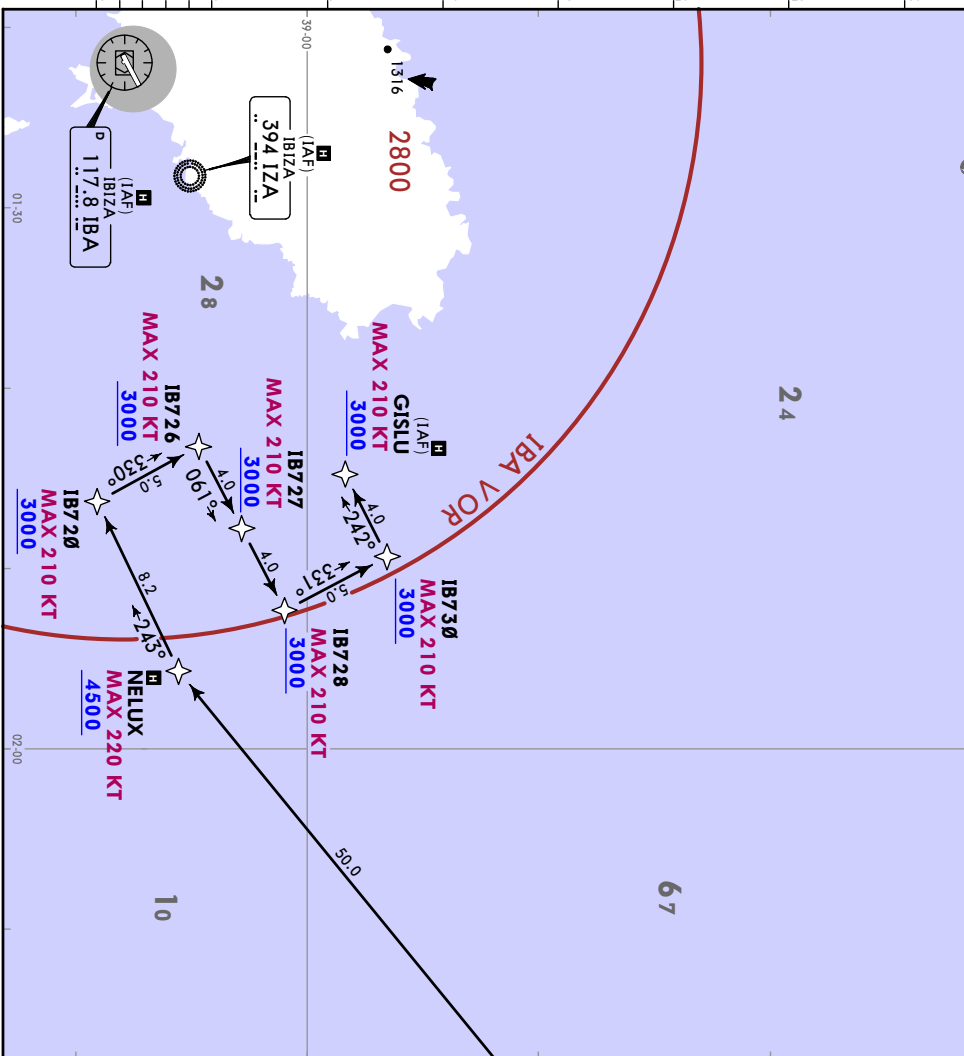 39-00
1316
2800
H
(IAF)
IBIZA
394 IZA
H
(IAF)
IBIZA
D 117.8 IBA
01-30
28
24
67
10
IBA VOR
H
(IAF)
GISLU
MAX 210 KT
3000
4.0
242°
IB73Ø
MAX 210 KT
3000
331°
5.0
IB728
MAX 210 KT
3000
4.0
IB727
MAX 210 KT
3000
4.0
061°
IB726
MAX 210 KT
3000
330°
5.0
IB72Ø
MAX 210 KT
3000
8.2
243°
H
NELUX
MAX 220 KT
4500
50.0
02-00